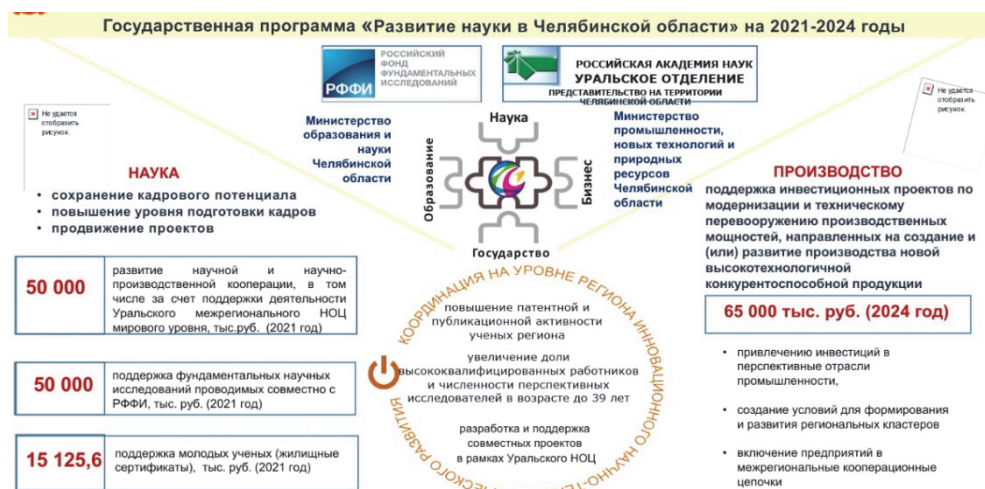 Государственная программа «Развитие науки в Челябинской области» на 2021-2024 годы
РФФИ
РОССИЙСКИЙ
ФОНД
ФУНДАМЕНТАЛЬНЫХ
ИССЛЕДОВАНИЙ
РОССИЙСКАЯ АКАДЕМИЯ НАУК
УРАЛЬСКОЕ ОТДЕЛЕНИЕ
ПРЕДСТАВИТЕЛЬСТВО НА ТЕРРИТОРИИ
ЧЕЛЯБИНСКОЙ ОБЛАСТИ
Не удается
отобразить
рисунок.
Не удается
отобразить
рисунок.
Министерство
образования и
науки
Челябинской
области
Наука
Образование
Бизнес
Государство
Министерство
промышленности,
новых технологий и
природных
ресурсов
Челябинской
области
НАУКА
• сохранение кадрового потенциала
• повышение уровня подготовки кадров
• продвижение проектов
50 000
развитие научной и научно-
производственной кооперации, в том
числе за счет поддержки деятельности
Уральского межрегионального НОЦ
мирового уровня, тыс.руб. (2021 год)
50 000
поддержка фундаментальных научных
исследований проводимых совместно с
РФФИ, тыс. руб. (2021 год)
15 125,6
поддержка молодых ученых (жилищные
сертификаты), тыс. руб. (2021 год)
КООРДИНАЦИЯ НА УРОВНЕ РЕГИОНА ИННОВАЦИОННОГО НАУЧНО-ТЕХНОЛОГИЧЕСКОГО РАЗВИТИЯ
повышение патентной и
публикационной активности
ученых региона
увеличение доли
высококвалифицированных работников
и численности перспективных
исследователей в возрасте до 39 лет
разработка и поддержка
совместных проектов
в рамках Уральского НОЦ
ПРОИЗВОДСТВО
поддержка инвестиционных проектов по
модернизации и техническому
перевооружению производственных
мощностей, направленных на создание и
(или) развитие производства новой
высокотехнологичной
конкурентоспособной продукции
65 000 тыс. руб. (2024 год)
• привлечению инвестиций в
перспективные отрасли
промышленности,
• создание условий для формирования
и развития региональных кластеров
• включение предприятий в
межрегиональные кооперационные
цепочки